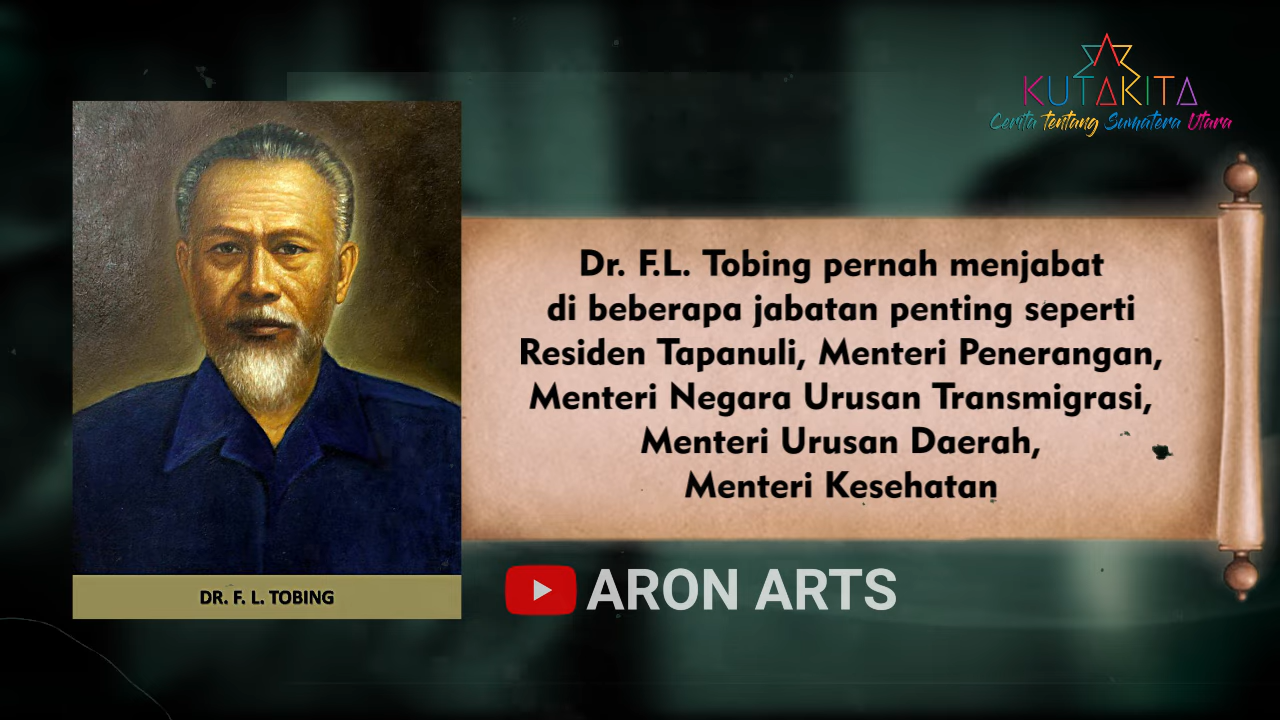 KUTAKITA
Cerita tentang Sumatera Utara
Dr. F.L. Tobing pernah menjabat
di beberapa jabatan penting seperti
Residen Tapanuli, Menteri Penerangan,
Menteri Negara Urusan Transmigrasi,
Menteri Urusan Daerah,
Menteri Kesehatan
DR. F. L. TOBING
ARON ARTS